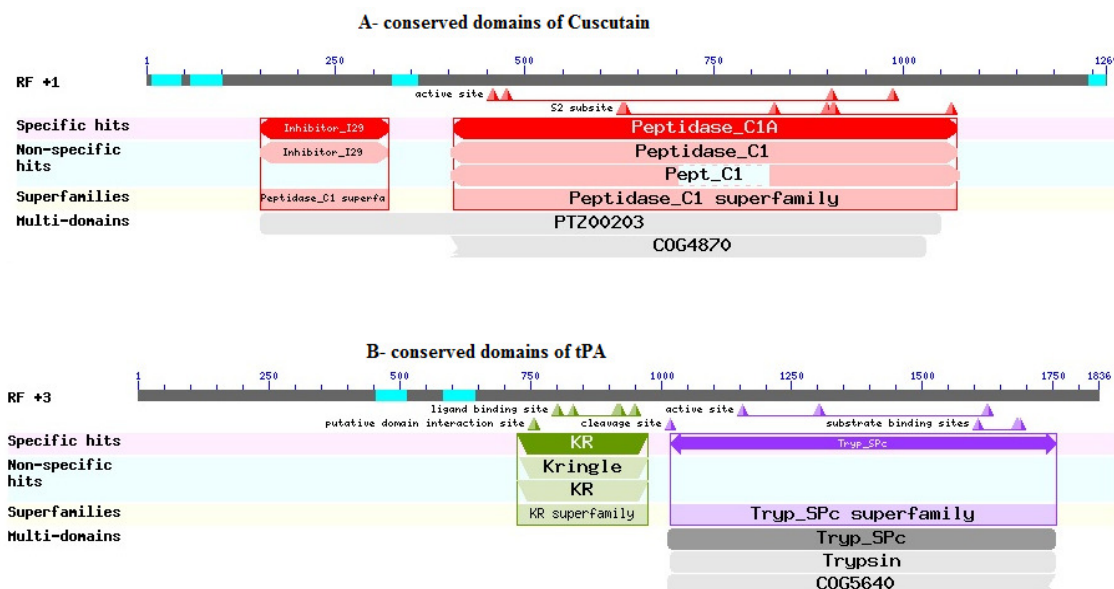 A- conserved domains of Cuscutain
1 250 500 750 1000 1269
RF +1
active site
S2 subsite
Specific hits Inhibitor_I29 Peptidase_C1A
Non-specific hits Inhibitor_I29 Peptidase_C1
Pept_C1
Superfamilies Peptidase_C1 superfa Peptidase_C1 superfamily
Multi-domains PTZ00203
COG4870
B- conserved domains of tPA
1 250 500 750 1000 1250 1500 1750 1836
RF +3
ligand binding site active site
putative domain interaction site cleavage site substrate binding sites
Specific hits KR Tryp_SPc
Non-specific hits Kringle
KR
Superfamilies KR superfamily Tryp_SPc superfamily
Multi-domains Tryp_SPc
Trypsin
COG5640